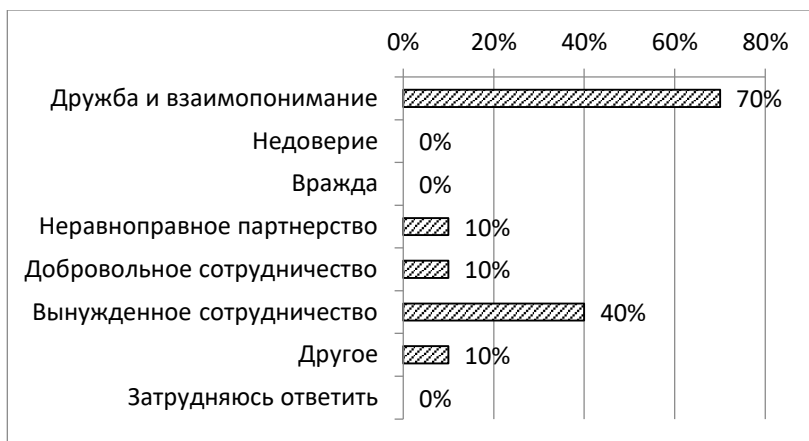 0% 20% 40% 60% 80%
Дружба и взаимопонимание 70%
Недоверие 0%
Вражда 0%
Неравноправное партнерство 10%
Добровольное сотрудничество 10%
Вынужденное сотрудничество 40%
Другое 10%
Затрудняюсь ответить 0%